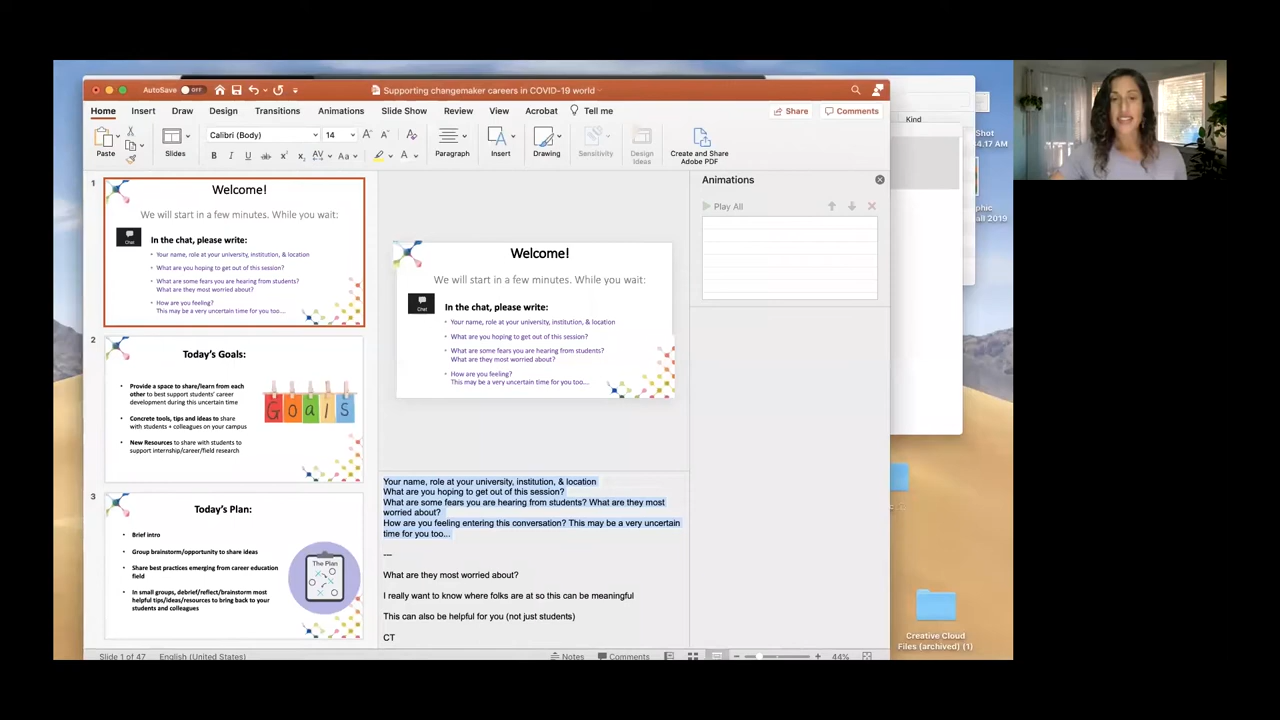 AutoSave OFF
Supporting changemaker careers in COVID-19 world
Home Insert Draw Design Transitions Animations Slide Show Review View Acrobat Tell me
Share Comments
Paste
Slides
Calibri (Body) 14
Paragraph
Insert
Drawing
Sensitivity
Design Ideas
Create and Share Adobe PDF
1
Welcome!
We will start in a few minutes. While you wait:
Chat
In the chat, please write:
• Your name, role at your university, institution, & location
• What are you hoping to get out of this session?
• What are some fears you are hearing from students?
What are they most worried about?
• How are you feeling?
This may be a very uncertain time for you too...
2
Today's Goals:
• Provide a space to share/learn from each
other to best support students' career
development during this uncertain time
• Concrete tools, tips and ideas to share
with students + colleagues on your campus
• New Resources to share with students to
support internship/career/field research
GoalS
3
Today's Plan:
• Brief intro
• Group brainstorm/opportunity to share ideas
• Share best practices emerging from career education
field
• In small groups, debrief/reflect/brainstorm most
helpful tips/ideas/resources to bring back to your
students and colleagues
The Plan
Welcome!
We will start in a few minutes. While you wait:
Chat
In the chat, please write:
• Your name, role at your university, institution, & location
• What are you hoping to get out of this session?
• What are some fears you are hearing from students?
What are they most worried about?
• How are you feeling?
This may be a very uncertain time for you too...
Your name, role at your university, institution, & location
What are you hoping to get out of this session?
What are some fears you are hearing from students? What are they most
worried about?
How are you feeling entering this conversation? This may be a very uncertain
time for you too...
---
What are they most worried about?
I really want to know where folks are at so this can be meaningful
This can also be helpful for you (not just students)
CT
Animations
Play All
Slide 1 of 47 English (United States)
Notes Comments 44%
Kind
Shot
4.17 AM
phic
all 2019
Creative Cloud
Files (archived) (1)